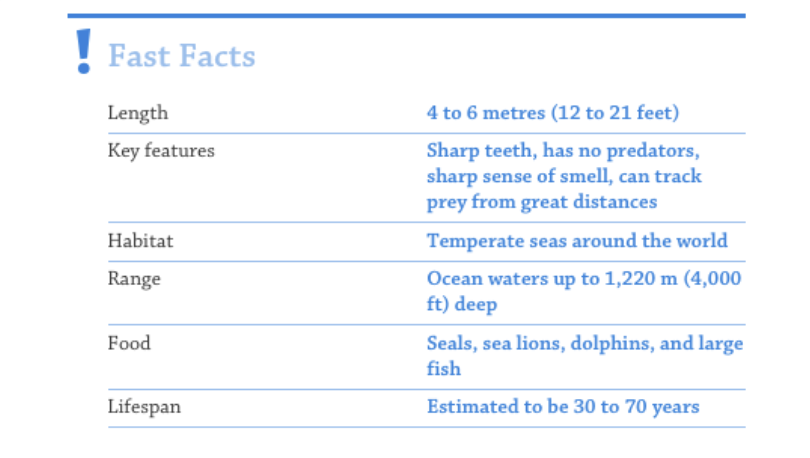 ! Fast Facts
Length 4 to 6 metres (12 to 21 feet)
Key features Sharp teeth, has no predators,
sharp sense of smell, can track
prey from great distances
Habitat Temperate seas around the world
Range Ocean waters up to 1,220 m (4,000
ft) deep
Food Seals, sea lions, dolphins, and large
fish
Lifespan Estimated to be 30 to 70 years